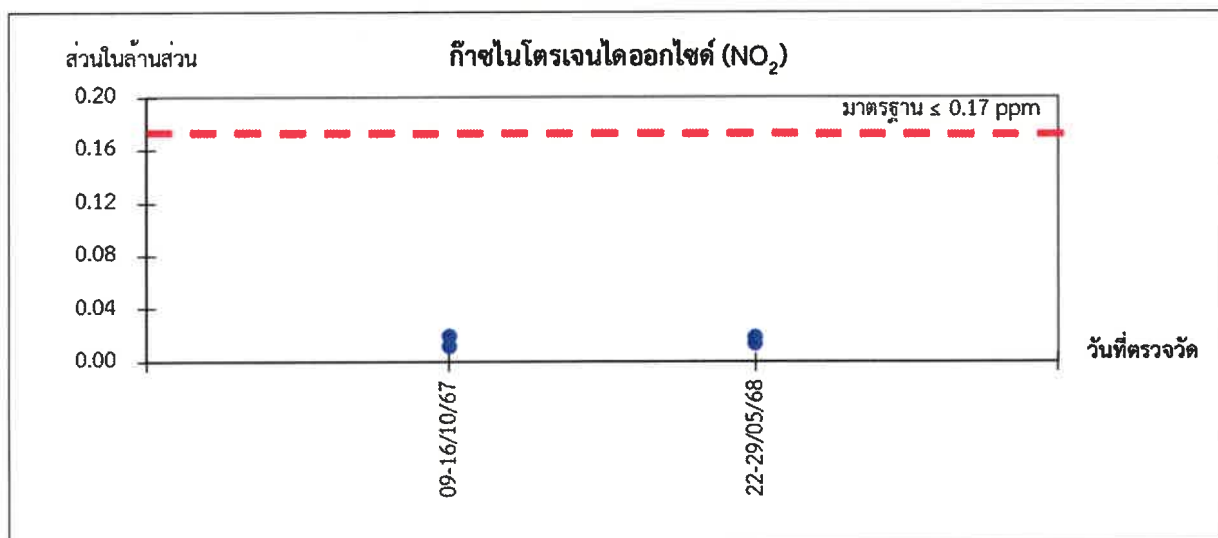 ก๊าซไนโตรเจนไดออกไซด์ (NO₂)
ส่วนในล้านส่วน
มาตรฐาน ≤ 0.17 ppm
0.20
0.16
0.12
0.08
0.04
0.00
วันที่ตรวจวัด
09-16/10/67
22-29/05/68